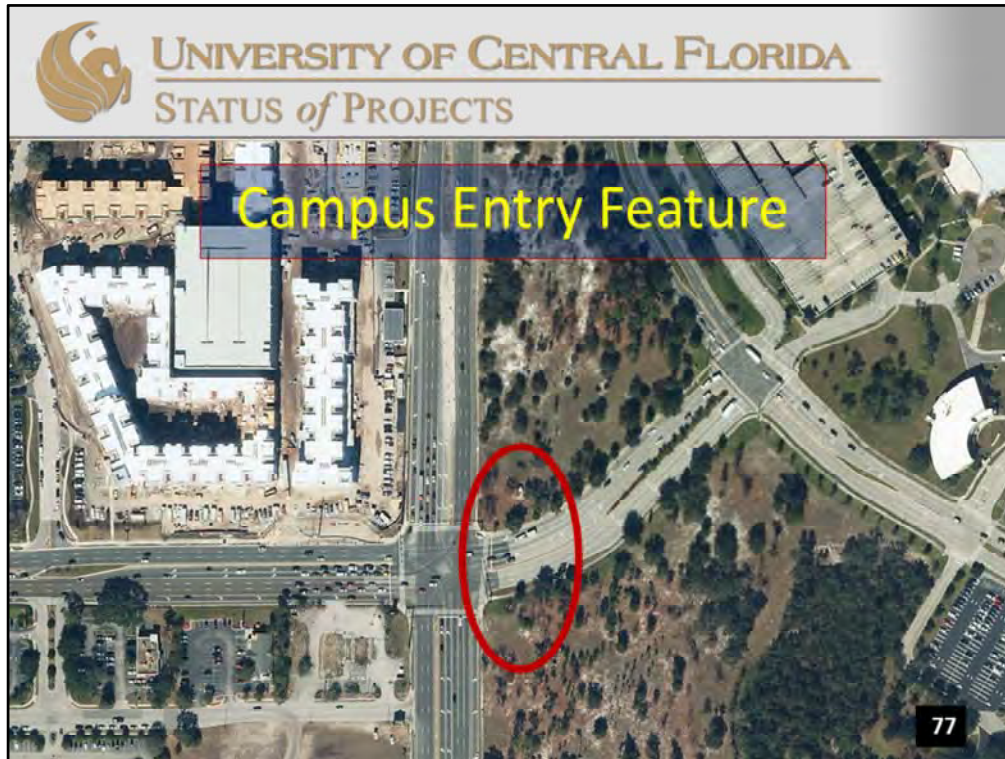 UNIVERSITY OF CENTRAL FLORIDA
STATUS of PROJECTS
Campus Entry Feature
77